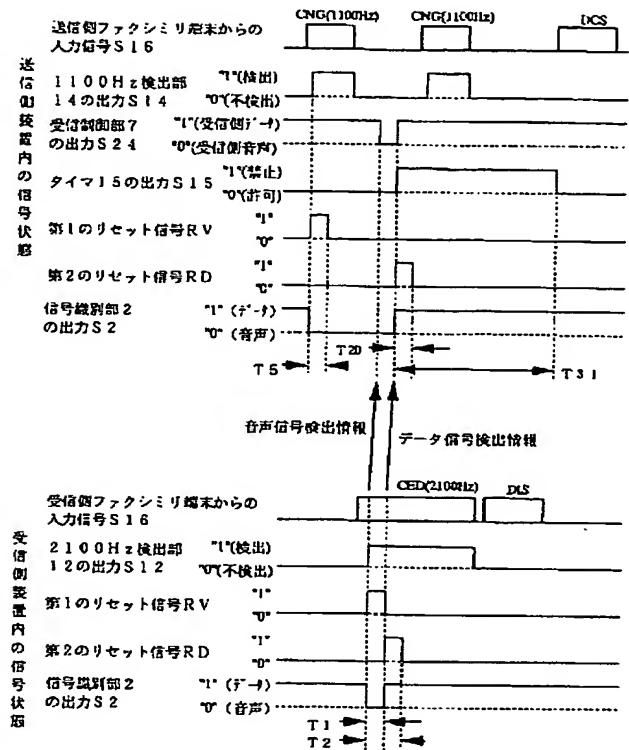 CNG(1100Hz) CNG(1100Hz) DCS
送信側ファクシミリ端末からの
入力信号S16
送信側装置内の信号状態
1100Hz検出部
14の出力S14
"1"(検出)
"0"(不検出)
受信制御部7
の出力S24
"1"(受信側データ)
"0"(受信側音声)
タイマ15の出力S15
"1"(禁止)
"0"(許可)
第1のリセット信号RV
"1"
"0"
第2のリセット信号RD
"1"
"C"
信号識別部2
の出力S2
"1"(データ)
"0"(音声)
T20
T5
T31
音声信号検出情報
データ信号検出情報
CED(2100Hz) DIS
受信側ファクシミリ端末からの
入力信号S16
受信側装置内の信号状態
2100Hz検出部
12の出力S12
"1"(検出)
"0"(不検出)
第1のリセット信号RV
"1"
"0"
第2のリセット信号RD
"1"
"0"
信号識別部2
の出力S2
"1"(データ)
"0"(音声)
T1
T2